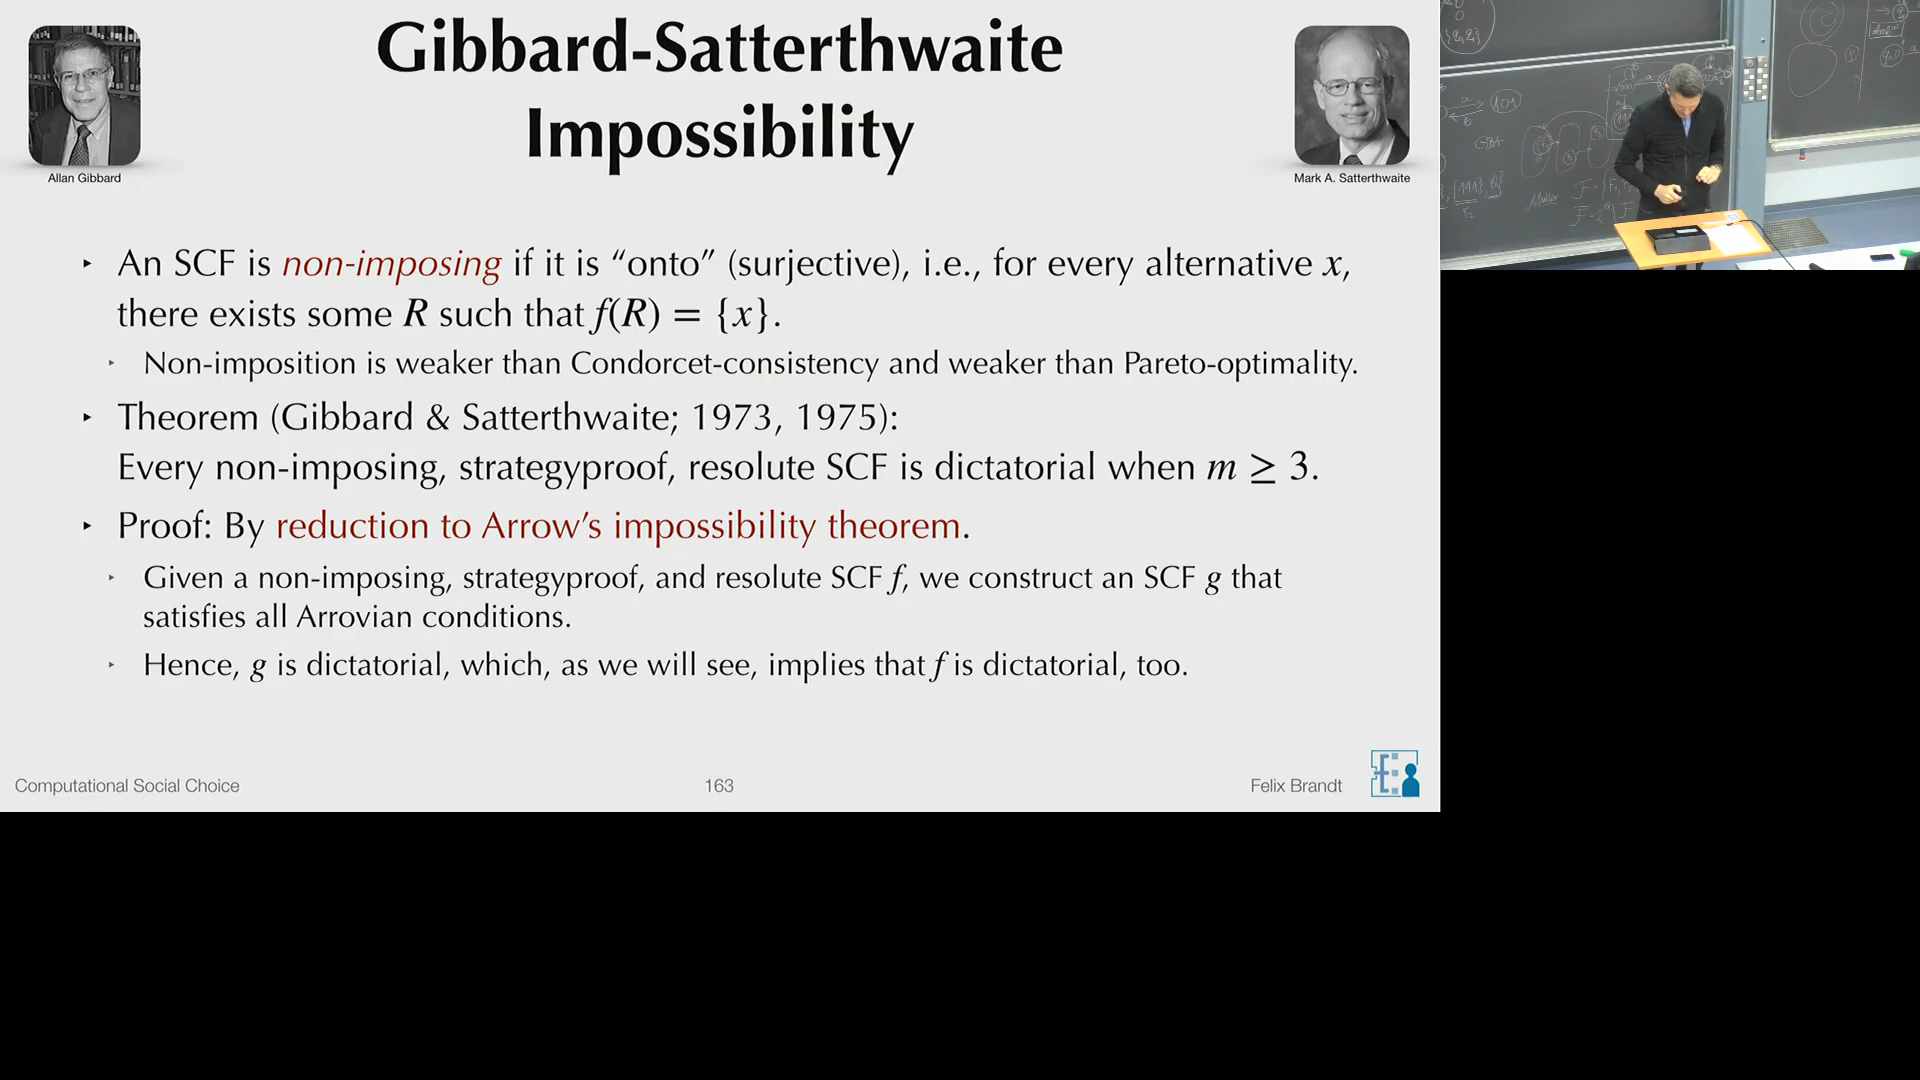 Gibbard-Satterthwaite
Impossibility
Allan Gibbard
Mark A. Satterthwaite
‣ An SCF is non-imposing if it is “onto” (surjective), i.e., for every alternative x,
there exists some R such that f(R) = {x}.
‣ Non-imposition is weaker than Condorcet-consistency and weaker than Pareto-optimality.
‣ Theorem (Gibbard & Satterthwaite; 1973, 1975):
Every non-imposing, strategyproof, resolute SCF is dictatorial when m ≥ 3.
‣ Proof: By reduction to Arrow’s impossibility theorem.
‣ Given a non-imposing, strategyproof, and resolute SCF f, we construct an SCF g that
satisfies all Arrovian conditions.
‣ Hence, g is dictatorial, which, as we will see, implies that f is dictatorial, too.
Computational Social Choice
163
Felix Brandt